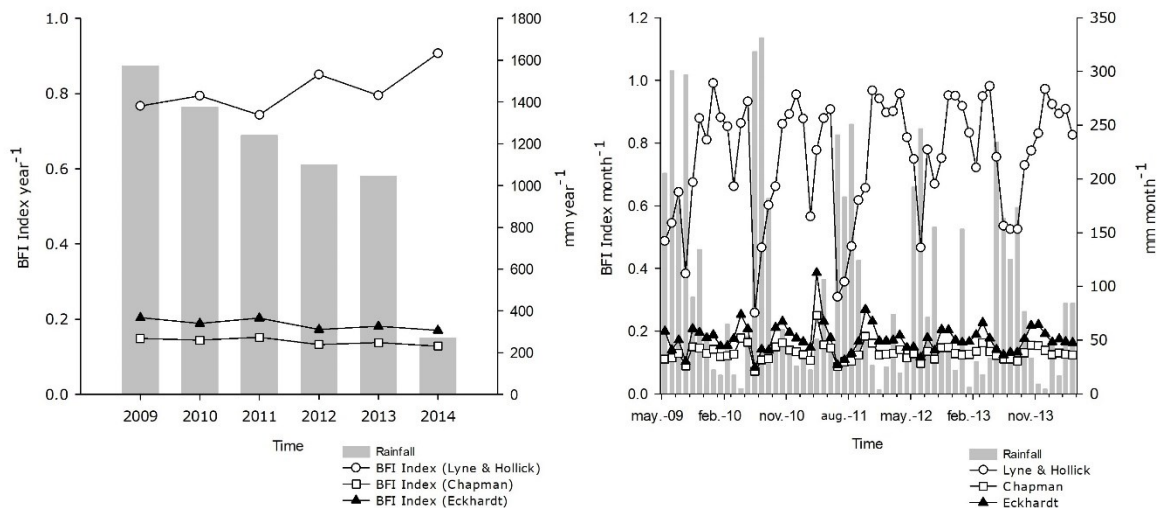 1.0
0.8
0.6
0.4
0.2
0.0
BFI Index year-1
1800
1600
1400
1200
1000
800
600
400
200
0
mm year-1
2009 2010 2011 2012 2013 2014
Time
Rainfall
BFI Index (Lyne & Hollick)
BFI Index (Chapman)
BFI Index (Eckhardt)
1.2
1.0
0.8
0.6
0.4
0.2
0.0
BFI Index month-1
350
300
250
200
150
100
50
0
mm month-1
may.-09 feb.-10 nov.-10 aug.-11 may.-12 feb.-13 nov.-13
Time
Rainfall
Lyne & Hollick
Chapman
Eckhardt